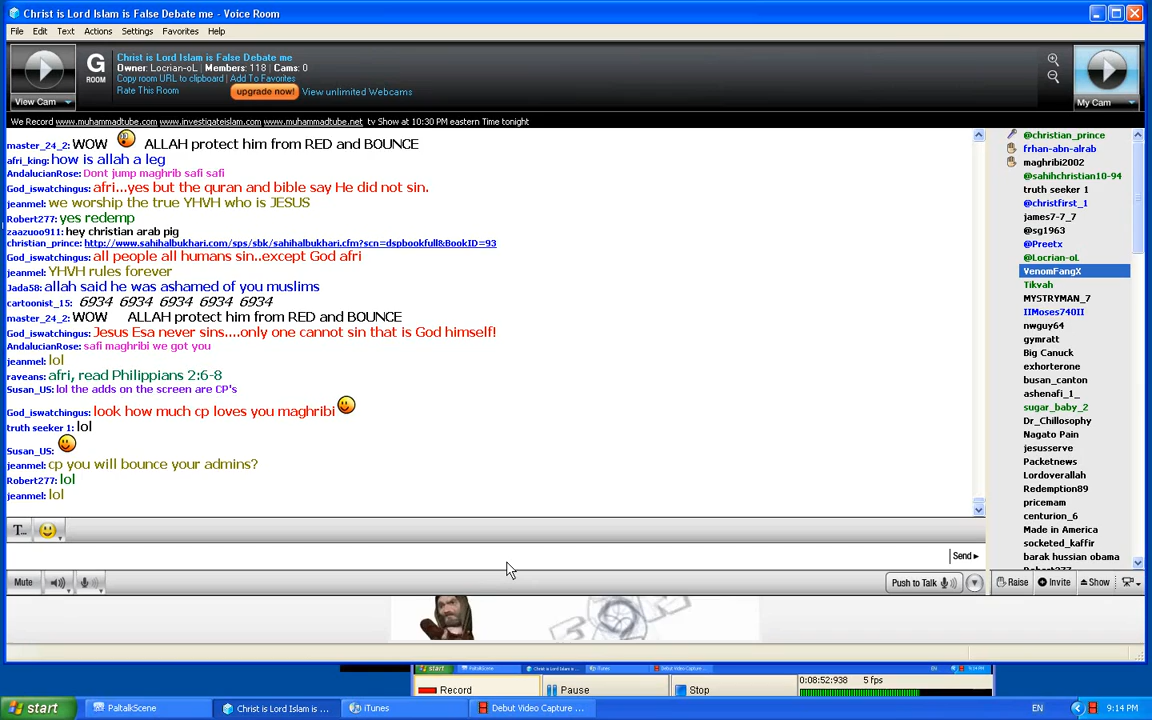 Christ is Lord Islam is False Debate me - Voice Room
File Edit Text Actions Settings Favorites Help
View Cam
G
ROOM
Christ is Lord Islam is False Debate me
Owner: Locrian-oL | Members: 118 | Cams: 0
Copy room URL to clipboard | Add To Favorites
Rate This Room
upgrade now! View unlimited Webcams
My Cam
We Record www.muhammadtube.com www.investigateislam.com www.muhammadtube.net tv Show at 10:30 PM eastern Time tonight
master_24_2: WOW ALLAH protect him from RED and BOUNCE
afri_king: how is allah a leg
AndalucianRose: Dont jump maghrib safi safi
God_iswatchingus: afri...yes but the quran and bible say He did not sin.
jeanmel: we worship the true YHVH who is JESUS
Robert277: yes redemp
zaazuoo911: hey christian arab pig
christian_prince: http://www.sahihalbukhari.com/sps/sbk/sahihalbukhari.cfm?scn=dspbookfull&BookID=93
God_iswatchingus: all people all humans sin..except God afri
jeanmel: YHVH rules forever
Jada58: allah said he was ashamed of you muslims
cartoonist_15: 6934 6934 6934 6934 6934
master_24_2: WOW ALLAH protect him from RED and BOUNCE
God_iswatchingus: Jesus Esa never sins....only one cannot sin that is God himself!
AndalucianRose: safi maghribi we got you
jeanmel: lol
raveans: afri, read Philippians 2:6-8
Susan_US: lol the adds on the screen are CP's
God_iswatchingus: look how much cp loves you maghribi
truth seeker 1: lol
Susan_US:
jeanmel: cp you will bounce your admins?
Robert277: lol
jeanmel: lol
@christian_prince
frhan-abn-alrab
maghribi2002
@sahihchristian10-94
truth seeker 1
@christfirst_1
james7-7_7
@sg1963
@Preetx
@Locrian-oL
VenomFangX
Tikvah
MYSTRYMAN_7
IIMoses740II
nwguy64
gymratt
Big Canuck
exhorterone
busan_canton
ashenafi_1_
sugar_baby_2
Dr_Chillosophy
Nagato Pain
jesusserve
Packetnews
Lordoverallah
Redemption89
pricemam
centurion_6
Made in America
socketed_kaffir
barak hussian obama
Robert277
T...
Send
Mute
Push to Talk
Raise Invite Show
Record Pause Stop
0:08:52:938 5 fps
start PaltalkScene Christ is Lord Islam is ... iTunes Debut Video Capture ... EN 9:14 PM